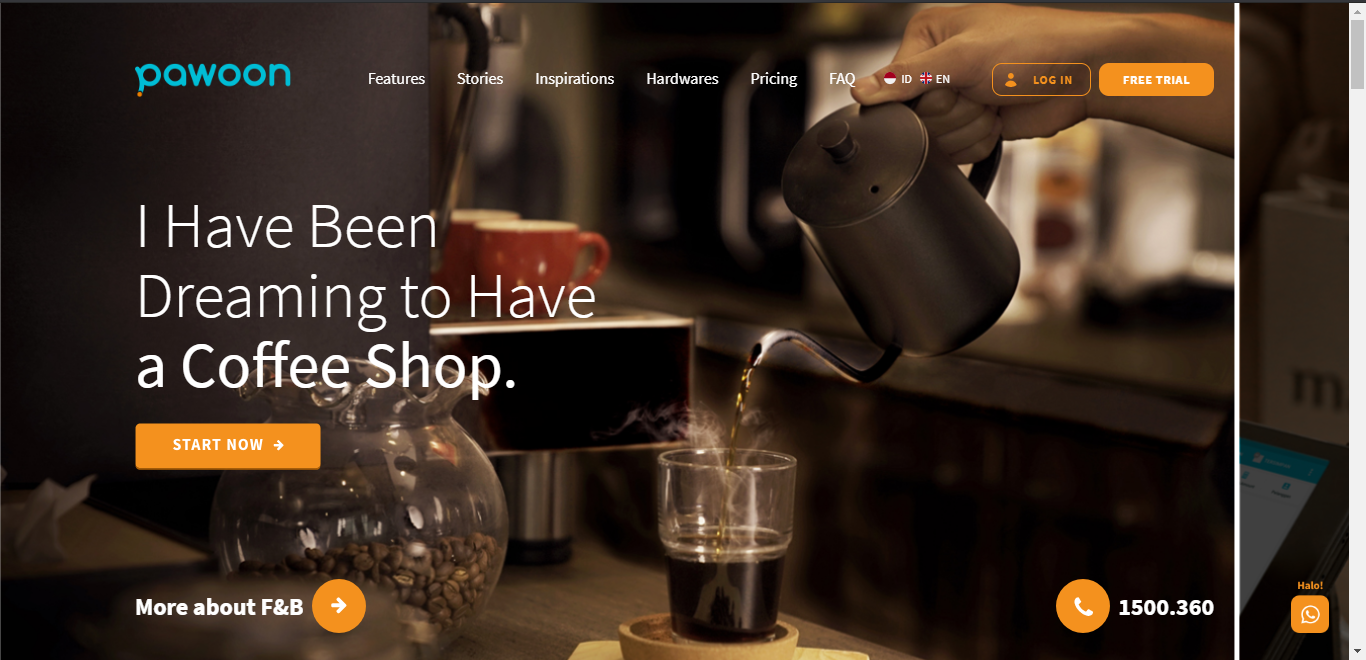 pawoon
Features Stories Inspirations Hardwares Pricing FAQ ID EN LOG IN FREE TRIAL
I Have Been
Dreaming to Have
a Coffee Shop.
START NOW →
More about F&B →
1500.360
Halo!